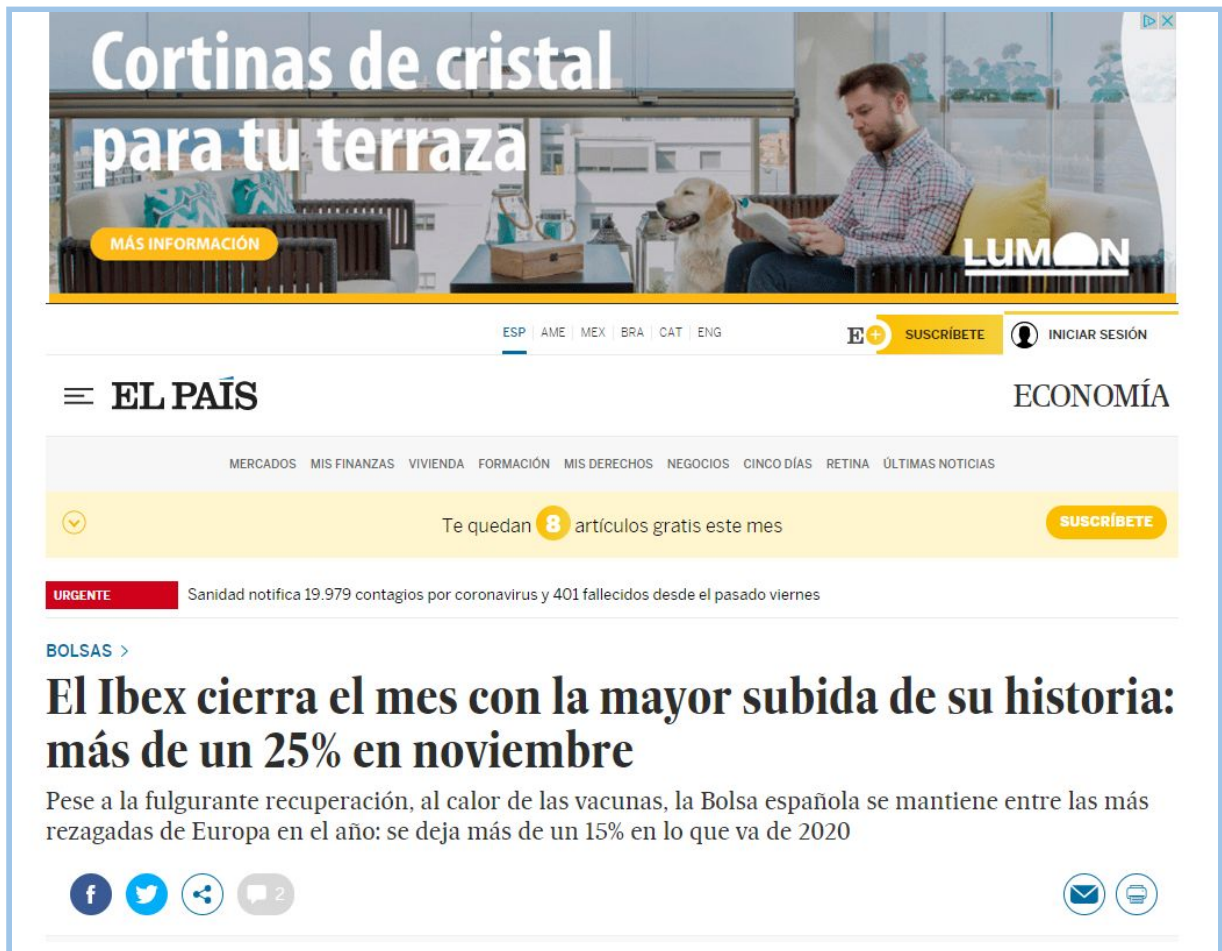 Cortinas de cristal
para tu terraza
MÁS INFORMACIÓN
LUMON
ESP AME MEX BRA CAT ENG
E+ SUSCRÍBETE INICIAR SESIÓN
EL PAÍS
ECONOMÍA
MERCADOS MIS FINANZAS VIVIENDA FORMACIÓN MIS DERECHOS NEGOCIOS CINCO DÍAS RETINA ÚLTIMAS NOTICIAS
Te quedan 8 artículos gratis este mes
SUSCRÍBETE
URGENTE
Sanidad notifica 19.979 contagios por coronavirus y 401 fallecidos desde el pasado viernes
BOLSAS >
El Ibex cierra el mes con la mayor subida de su historia:
más de un 25% en noviembre
Pese a la fulgurante recuperación, al calor de las vacunas, la Bolsa española se mantiene entre las más
rezagadas de Europa en el año: se deja más de un 15% en lo que va de 2020
f
2